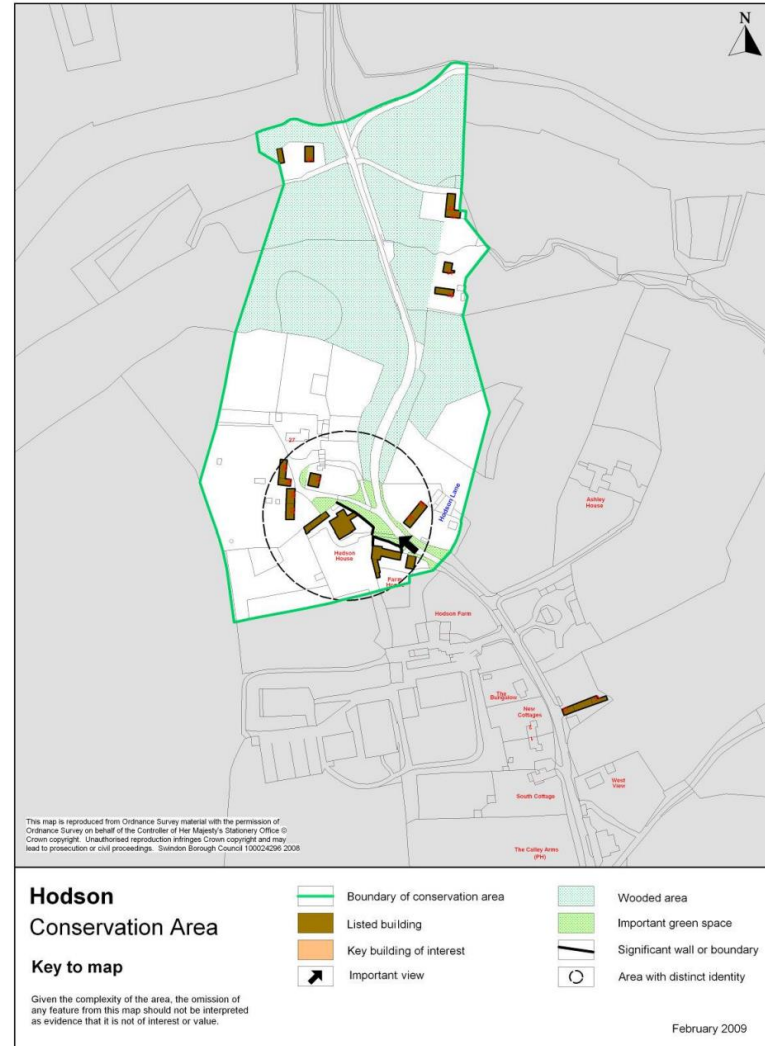 N
27
Hodson Lane
Ashley
House
Hodson
House
Farm
Hodson Farm
The
Bungalow
New
Cottages
1
South Cottage
West
View
The Calley Arms
(PH)
This map is reproduced from Ordnance Survey material with the permission of
Ordnance Survey on behalf of the Controller of Her Majesty's Stationery Office ©
Crown copyright. Unauthorised reproduction infringes Crown copyright and may
lead to prosecution or civil proceedings. Swindon Borough Council 100024296 2008
Hodson
Conservation Area
Key to map
Given the complexity of the area, the omission of
any feature from this map should not be interpreted
as evidence that it is not of interest or value.
Boundary of conservation area
Listed building
Key building of interest
Important view
Wooded area
Important green space
Significant wall or boundary
Area with distinct identity
February 2009